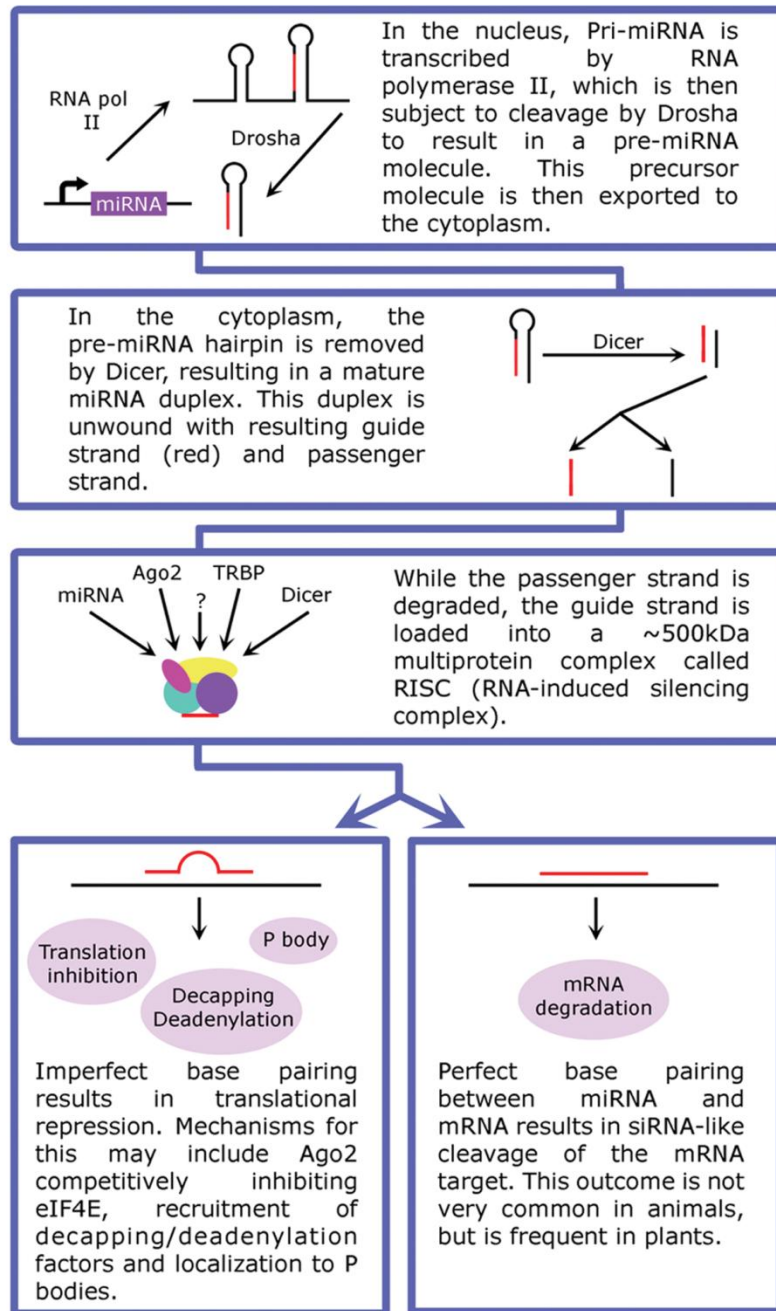 RNA pol
II
Drosha
miRNA
In the nucleus, Pri-miRNA is
transcribed by RNA
polymerase II, which is then
subject to cleavage by Drosha
to result in a pre-miRNA
molecule. This precursor
molecule is then exported to
the cytoplasm.
In the cytoplasm, the
pre-miRNA hairpin is removed
by Dicer, resulting in a mature
miRNA duplex. This duplex is
unwound with resulting guide
strand (red) and passenger
strand.
Dicer
miRNA
Ago2
?
TRBP
Dicer
While the passenger strand is
degraded, the guide strand is
loaded into a ~500kDa
multiprotein complex called
RISC (RNA-induced silencing
complex).
Translation
inhibition
P body
Decapping
Deadenylation
Imperfect base pairing
results in translational
repression. Mechanisms for
this may include Ago2
competitively inhibiting
eIF4E, recruitment of
decapping/deadenylation
factors and localization to P
bodies.
mRNA
degradation
Perfect base pairing
between miRNA and
mRNA results in siRNA-like
cleavage of the mRNA
target. This outcome is not
very common in animals,
but is frequent in plants.